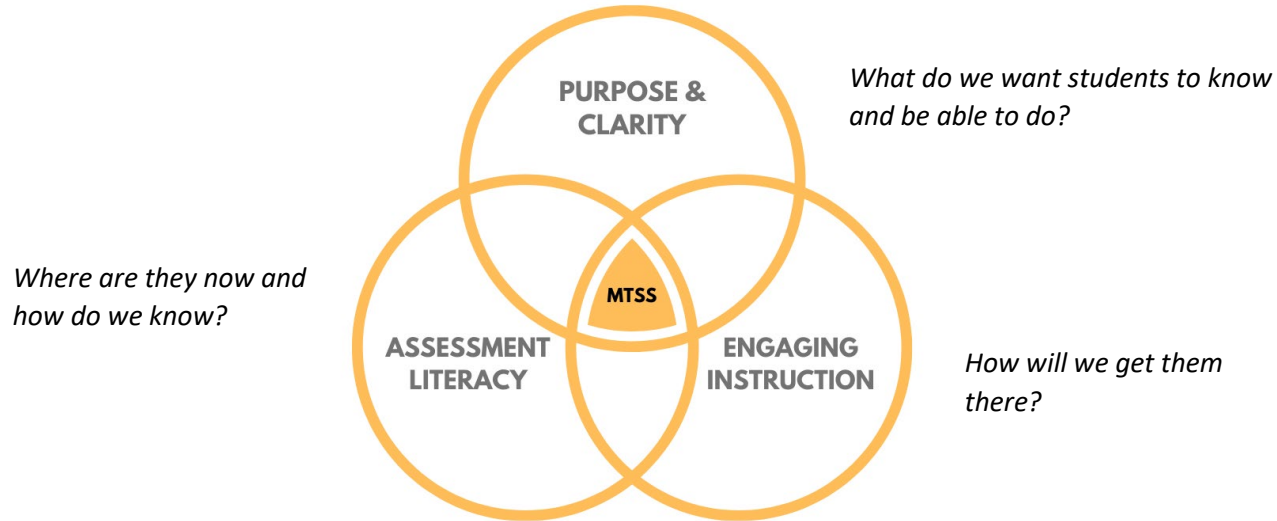 PURPOSE &
CLARITY
What do we want students to know
and be able to do?
Where are they now and
how do we know?
MTSS
ASSESSMENT
LITERACY
ENGAGING
INSTRUCTION
How will we get them
there?